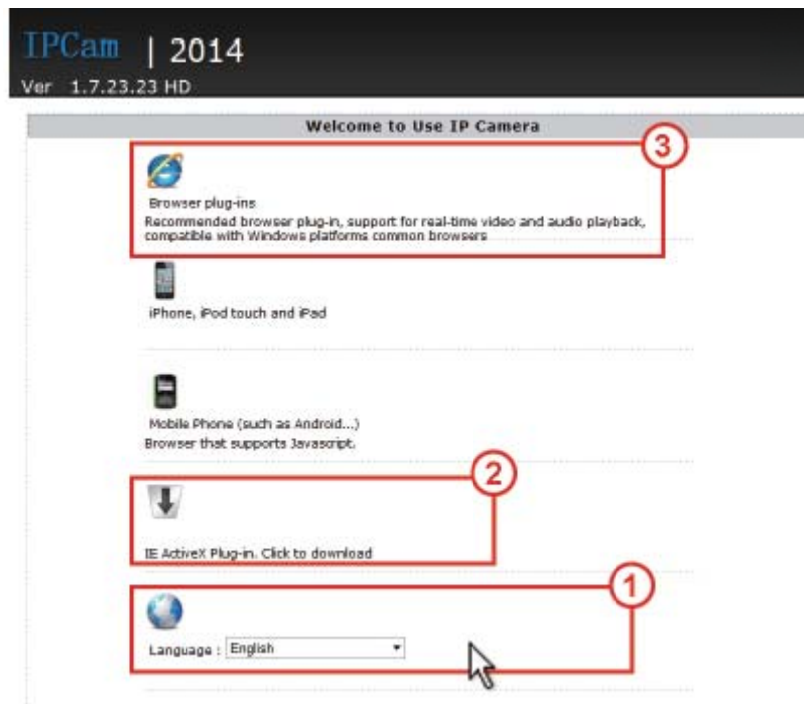 IPCam | 2014
Ver 1.7.23.23 HD
Welcome to Use IP Camera
3
Browser plug-ins
Recommended browser plug-in, support for real-time video and audio playback,
compatible with Windows platforms common browsers
iPhone, iPod touch and iPad
Mobile Phone (such as Android...)
Browser that supports Javascript.
2
IE ActiveX Plug-in. Click to download
1
Language : English